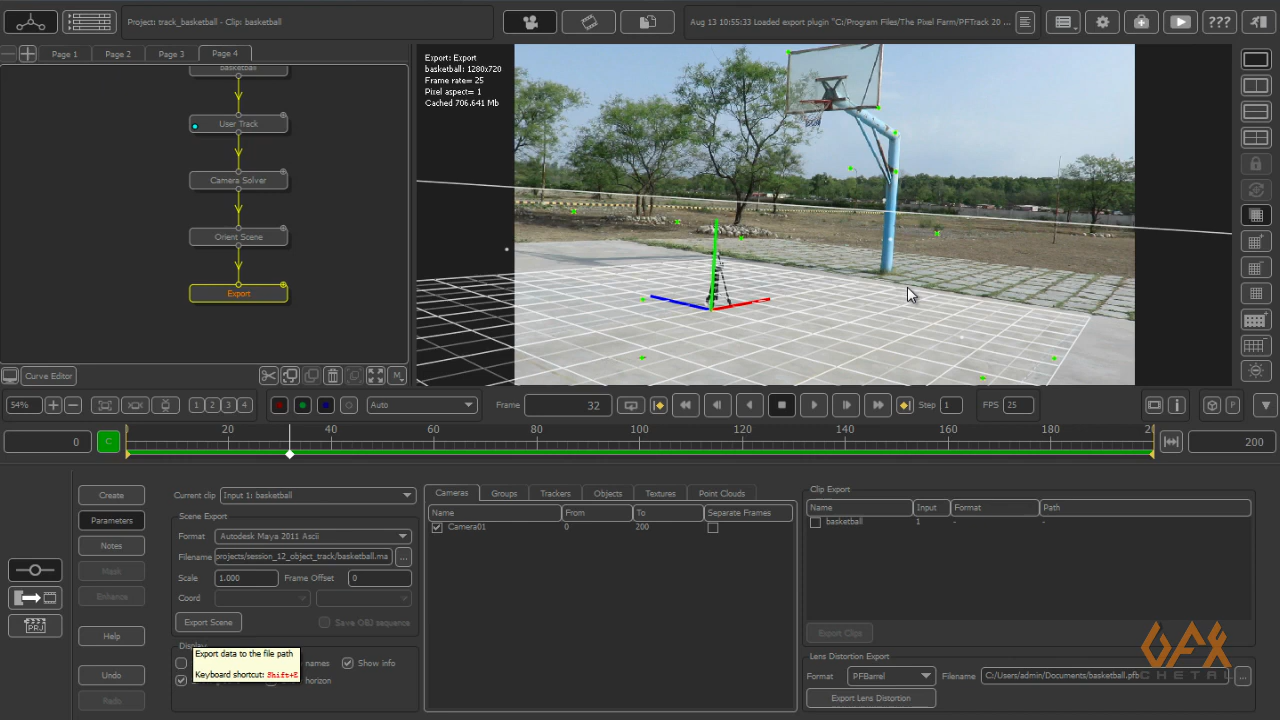 Project: track_basketball - Clip: basketball
Aug 13 10:55:33 Loaded export plugin "C:/Program Files/The Pixel Farm/PFTrack 20 ...
???
Page 1
Page 2
Page 3
Page 4
basketball
User Track
Camera Solver
Orient Scene
Export
Export: Export
basketball: 1280x720
Frame rate= 25
Pixel aspect= 1
Cached 706.641 Mb
Curve Editor
M
54%
1
2
3
4
Auto
Frame
32
Step
1
FPS
25
i
P
0
C
20
40
60
80
100
120
140
160
180
20
200
Create
Parameters
Notes
Mask
Enhance
Help
Undo
Redo
PRJ
Current clip
Input 1: basketball
Scene Export
Format
Autodesk Maya 2011 Ascii
Filename
projects/session_12_object_track/basketball.ma
...
Scale
1.000
Frame Offset
0
Coord
Export Scene
Save OBJ sequence
Display
Export data to the file path
Keyboard shortcut: Shift+E
names
Show info
horizon
Cameras
Groups
Trackers
Objects
Textures
Point Clouds
Name
From
To
Separate Frames
Camera01
0
200
Clip Export
Name
Input
Format
Path
basketball
1
-
-
Export Clips
Lens Distortion Export
Format
PFBarrel
Filename
C:/Users/admin/Documents/basketball.pfb
...
Export Lens Distortion
GFX
CHETAL